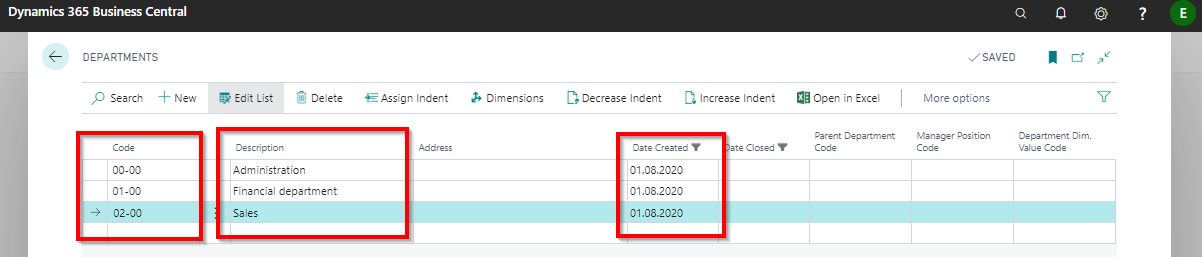 Dynamics 365 Business Central
?
E
DEPARTMENTS
SAVED
Search New Edit List Delete Assign Indent Dimensions Decrease Indent Increase Indent Open in Excel More options
Code Description Address Date Created Date Closed Parent Department Code Manager Position Code Department Dim. Value Code
00-00 Administration 01.08.2020
01-00 Financial department 01.08.2020
02-00 Sales 01.08.2020